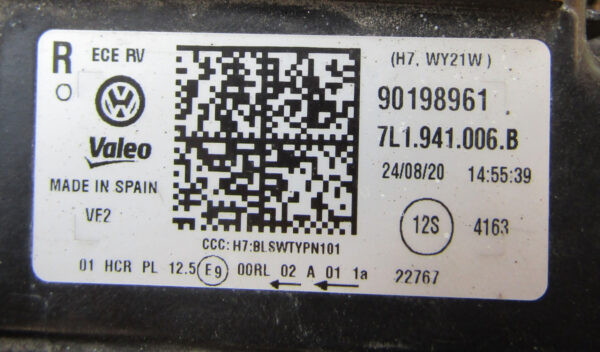 R ECE RV (H7, WY21W)
90198961
Valeo 7L1.941.006.B
MADE IN SPAIN 24/08/20 14:55:39
VF2 12S 4163
CCC: H7:BLSWTYPN101
01 HCR PL 12.5 E9 00RL 02 A 01 1a 22767